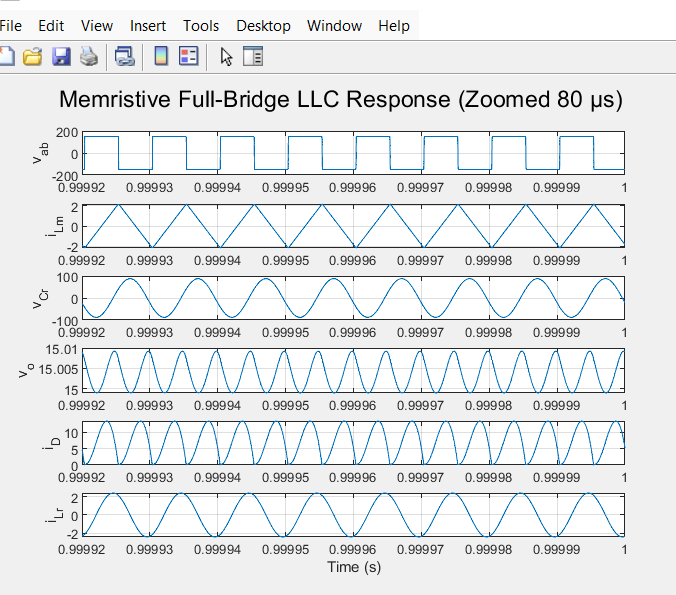 File Edit View Insert Tools Desktop Window Help
Memristive Full-Bridge LLC Response (Zoomed 80 µs)
200
0
-200
v_ab
0.99992 0.99993 0.99994 0.99995 0.99996 0.99997 0.99998 0.99999 1
2
0
-2
i_Lm
0.99992 0.99993 0.99994 0.99995 0.99996 0.99997 0.99998 0.99999 1
100
0
-100
v_Cr
0.99992 0.99993 0.99994 0.99995 0.99996 0.99997 0.99998 0.99999 1
15.01
15.005
15
v_o
0.99992 0.99993 0.99994 0.99995 0.99996 0.99997 0.99998 0.99999 1
10
5
0
i_D
0.99992 0.99993 0.99994 0.99995 0.99996 0.99997 0.99998 0.99999 1
2
0
-2
i_Lr
0.99992 0.99993 0.99994 0.99995 0.99996 0.99997 0.99998 0.99999 1
Time (s)